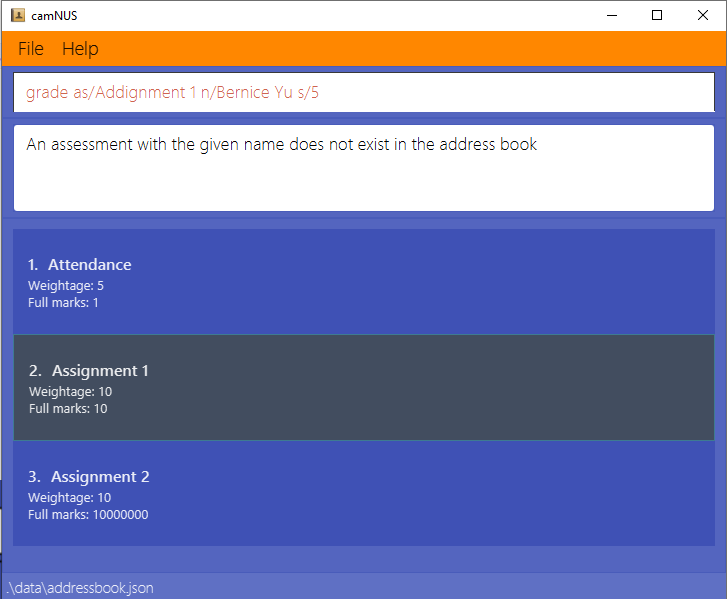 camNUS
File Help
grade as/Addignment 1 n/Bernice Yu s/5
An assessment with the given name does not exist in the address book
1. Attendance
Weightage: 5
Full marks: 1
2. Assignment 1
Weightage: 10
Full marks: 10
3. Assignment 2
Weightage: 10
Full marks: 10000000
.\data\addressbook.json